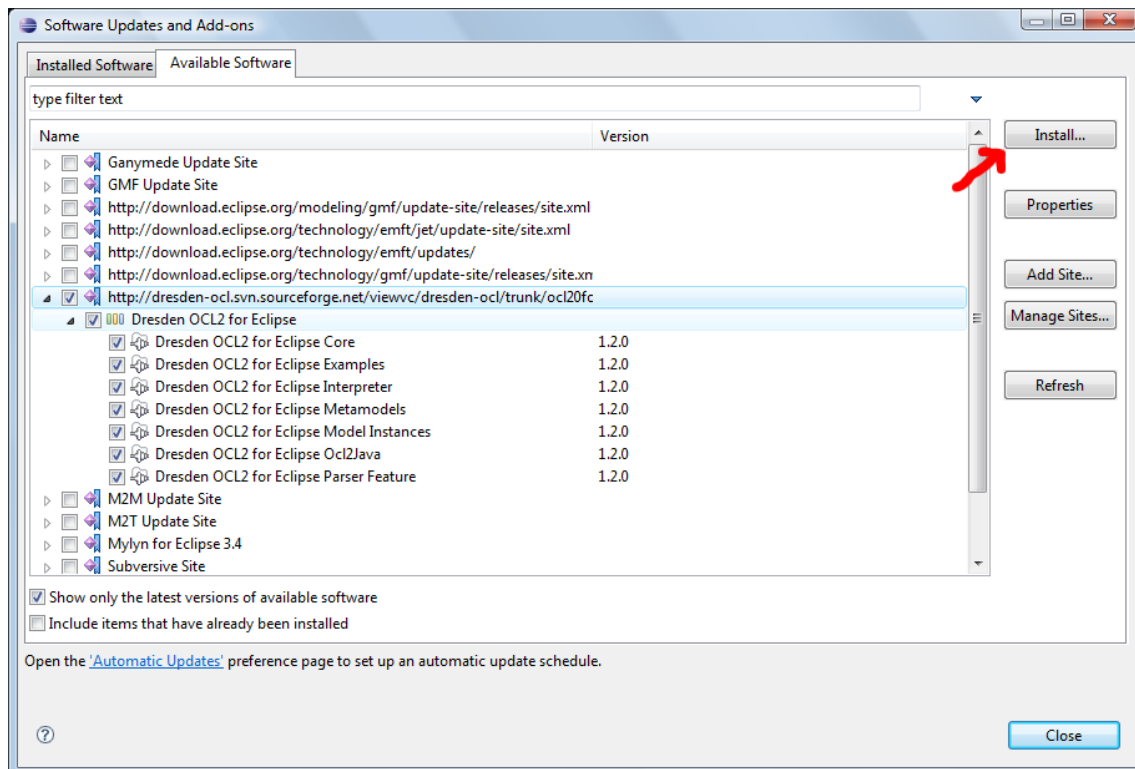 Software Updates and Add-ons
Installed Software
Available Software
type filter text
Name Version
Install...
Ganymede Update Site
GMF Update Site
http://download.eclipse.org/modeling/gmf/update-site/releases/site.xml
Properties
http://download.eclipse.org/technology/emft/jet/update-site/site.xml
http://download.eclipse.org/technology/emft/updates/
http://download.eclipse.org/technology/gmf/update-site/releases/site.xm
Add Site...
http://dresden-ocl.svn.sourceforge.net/viewvc/dresden-ocl/trunk/ocl20fc
Dresden OCL2 for Eclipse
Manage Sites...
Dresden OCL2 for Eclipse Core 1.2.0
Dresden OCL2 for Eclipse Examples 1.2.0
Dresden OCL2 for Eclipse Interpreter 1.2.0
Refresh
Dresden OCL2 for Eclipse Metamodels 1.2.0
Dresden OCL2 for Eclipse Model Instances 1.2.0
Dresden OCL2 for Eclipse Ocl2Java 1.2.0
Dresden OCL2 for Eclipse Parser Feature 1.2.0
M2M Update Site
M2T Update Site
Mylyn for Eclipse 3.4
Subversive Site
Show only the latest versions of available software
Include items that have already been installed
Open the 'Automatic Updates' preference page to set up an automatic update schedule.
?
Close